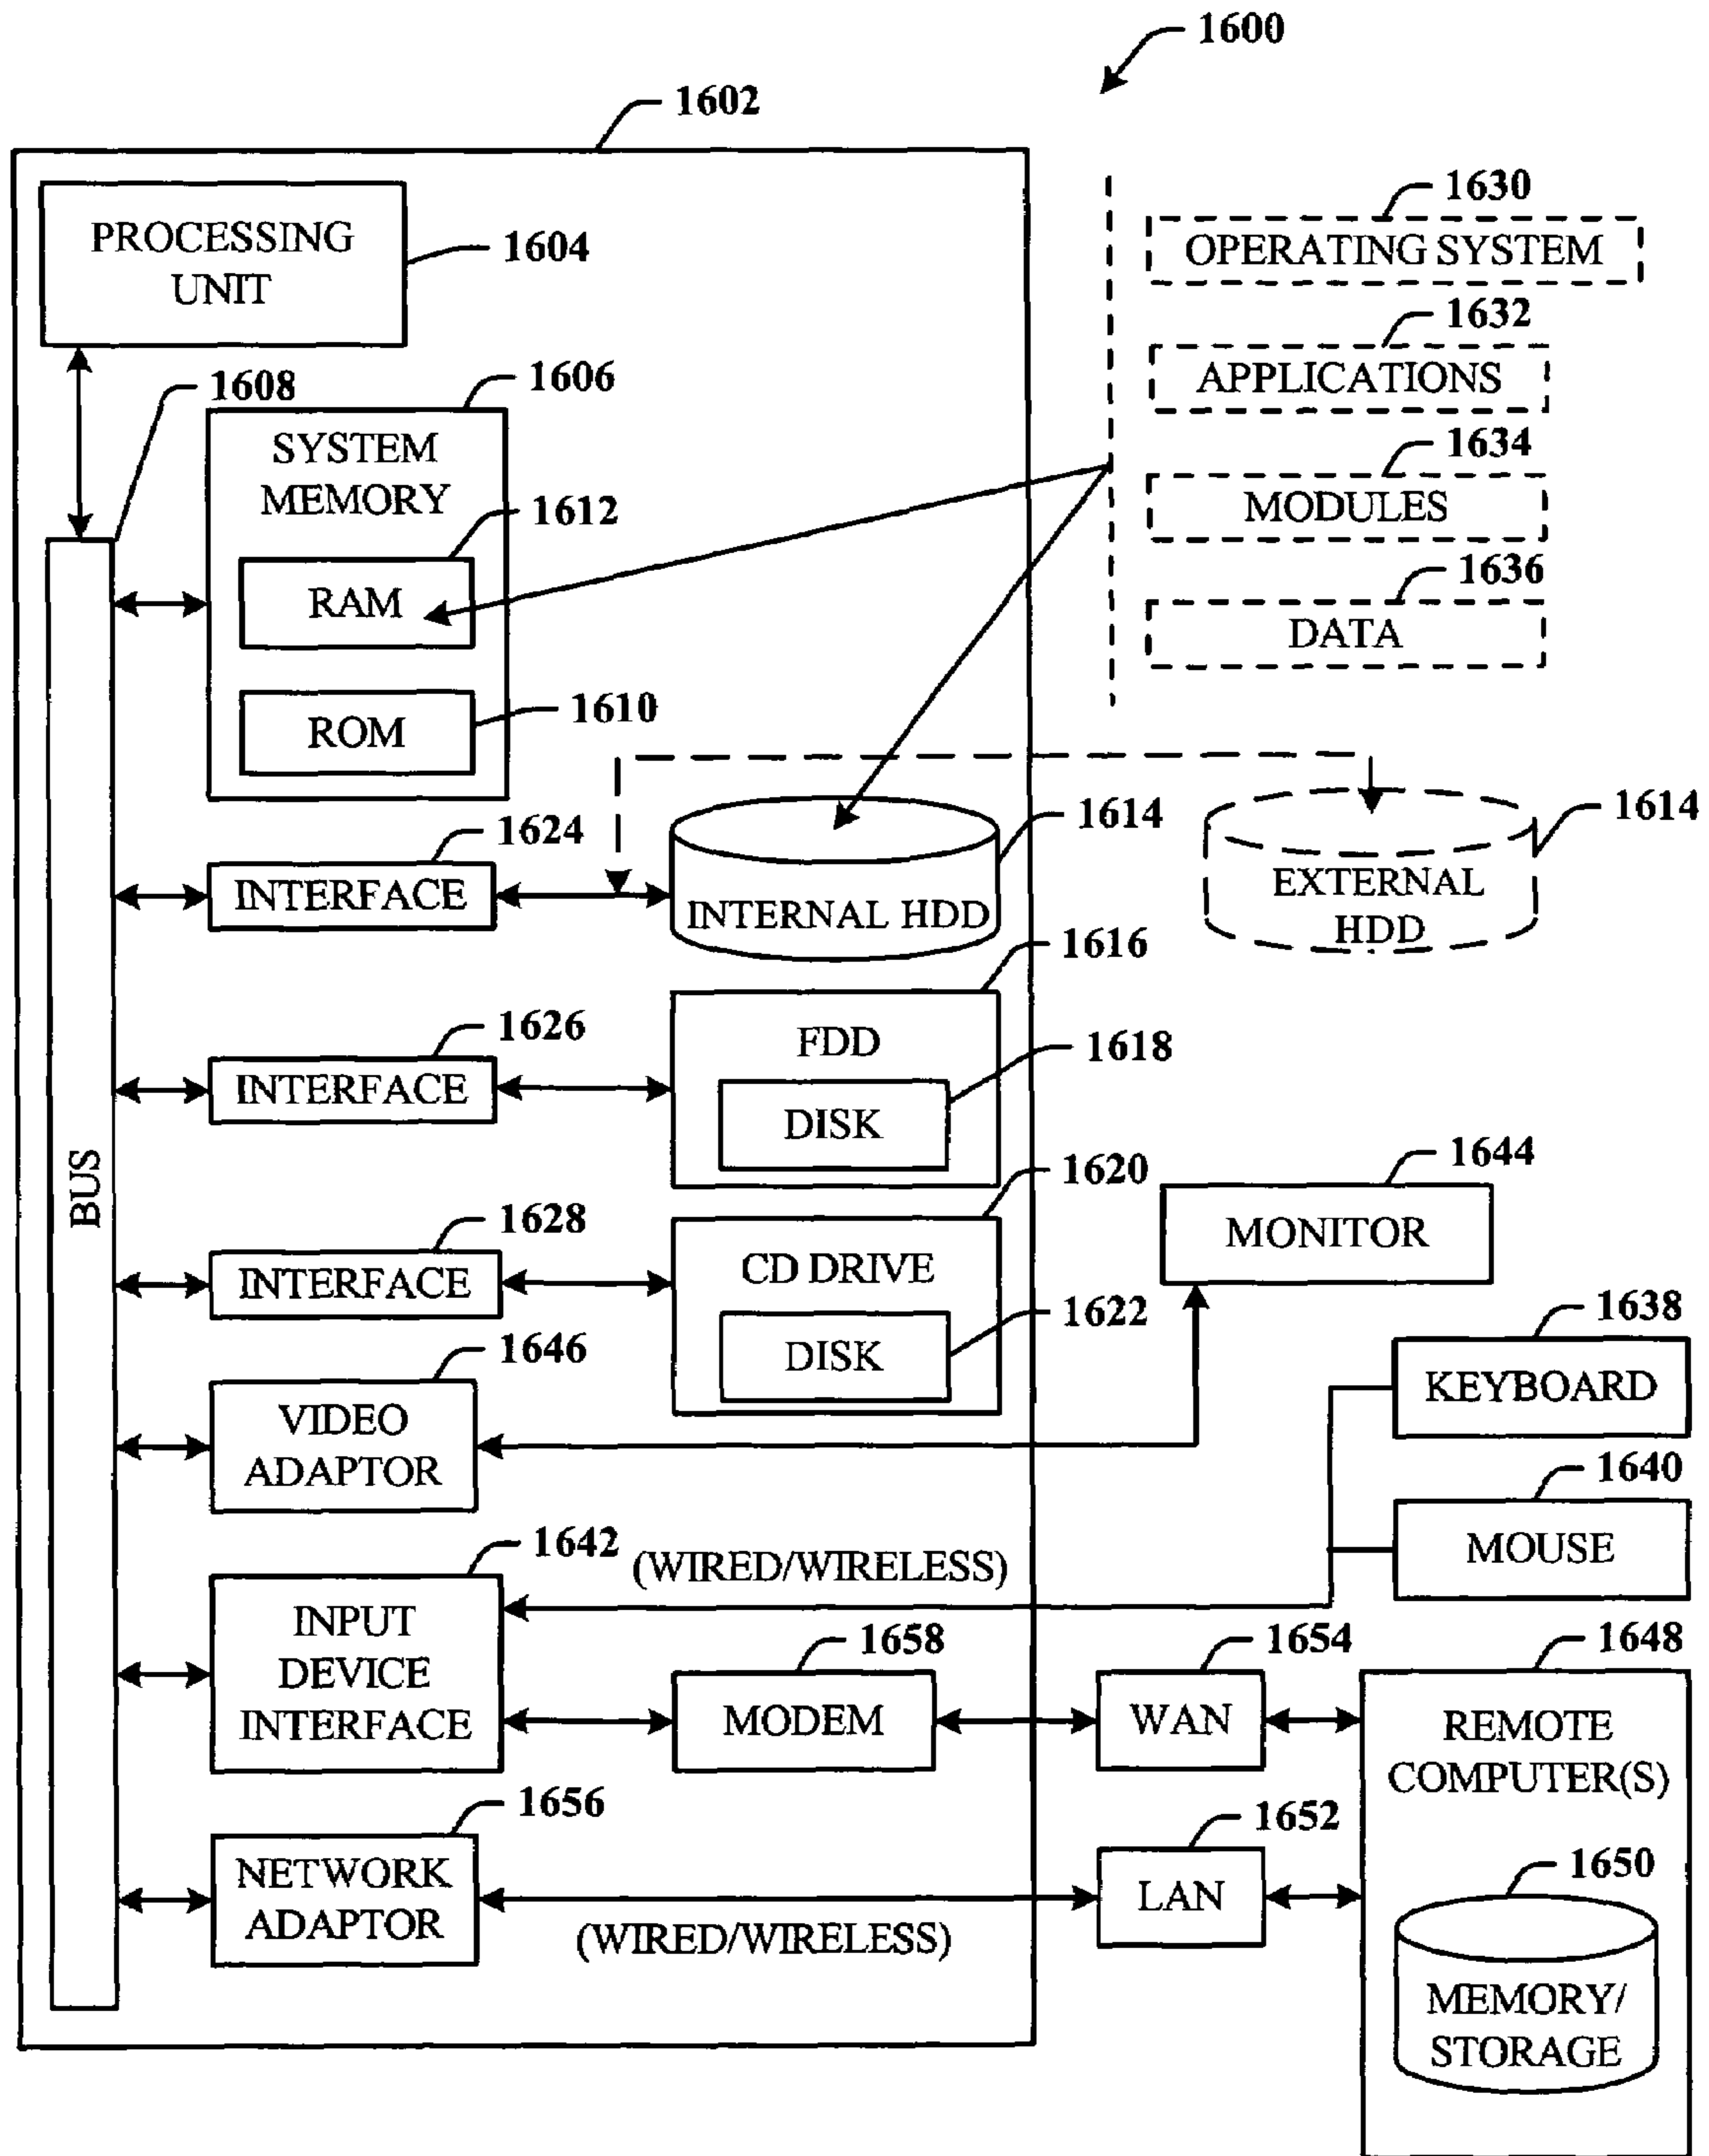 1600
1602
PROCESSING
UNIT
1604
1630
OPERATING SYSTEM
1632
APPLICATIONS
1634
MODULES
1636
DATA
1608
1606
SYSTEM
MEMORY
1612
RAM
1610
ROM
1624
INTERFACE
1614
INTERNAL HDD
1614
EXTERNAL
HDD
1626
INTERFACE
1616
FDD
1618
DISK
BUS
1628
INTERFACE
1620
CD DRIVE
1622
DISK
1644
MONITOR
1646
VIDEO
ADAPTOR
1638
KEYBOARD
1640
MOUSE
1642
INPUT
DEVICE
INTERFACE
(WIRED/WIRELESS)
1658
MODEM
1654
WAN
1648
REMOTE
COMPUTER(S)
1656
NETWORK
ADAPTOR
(WIRED/WIRELESS)
1652
LAN
1650
MEMORY/
STORAGE